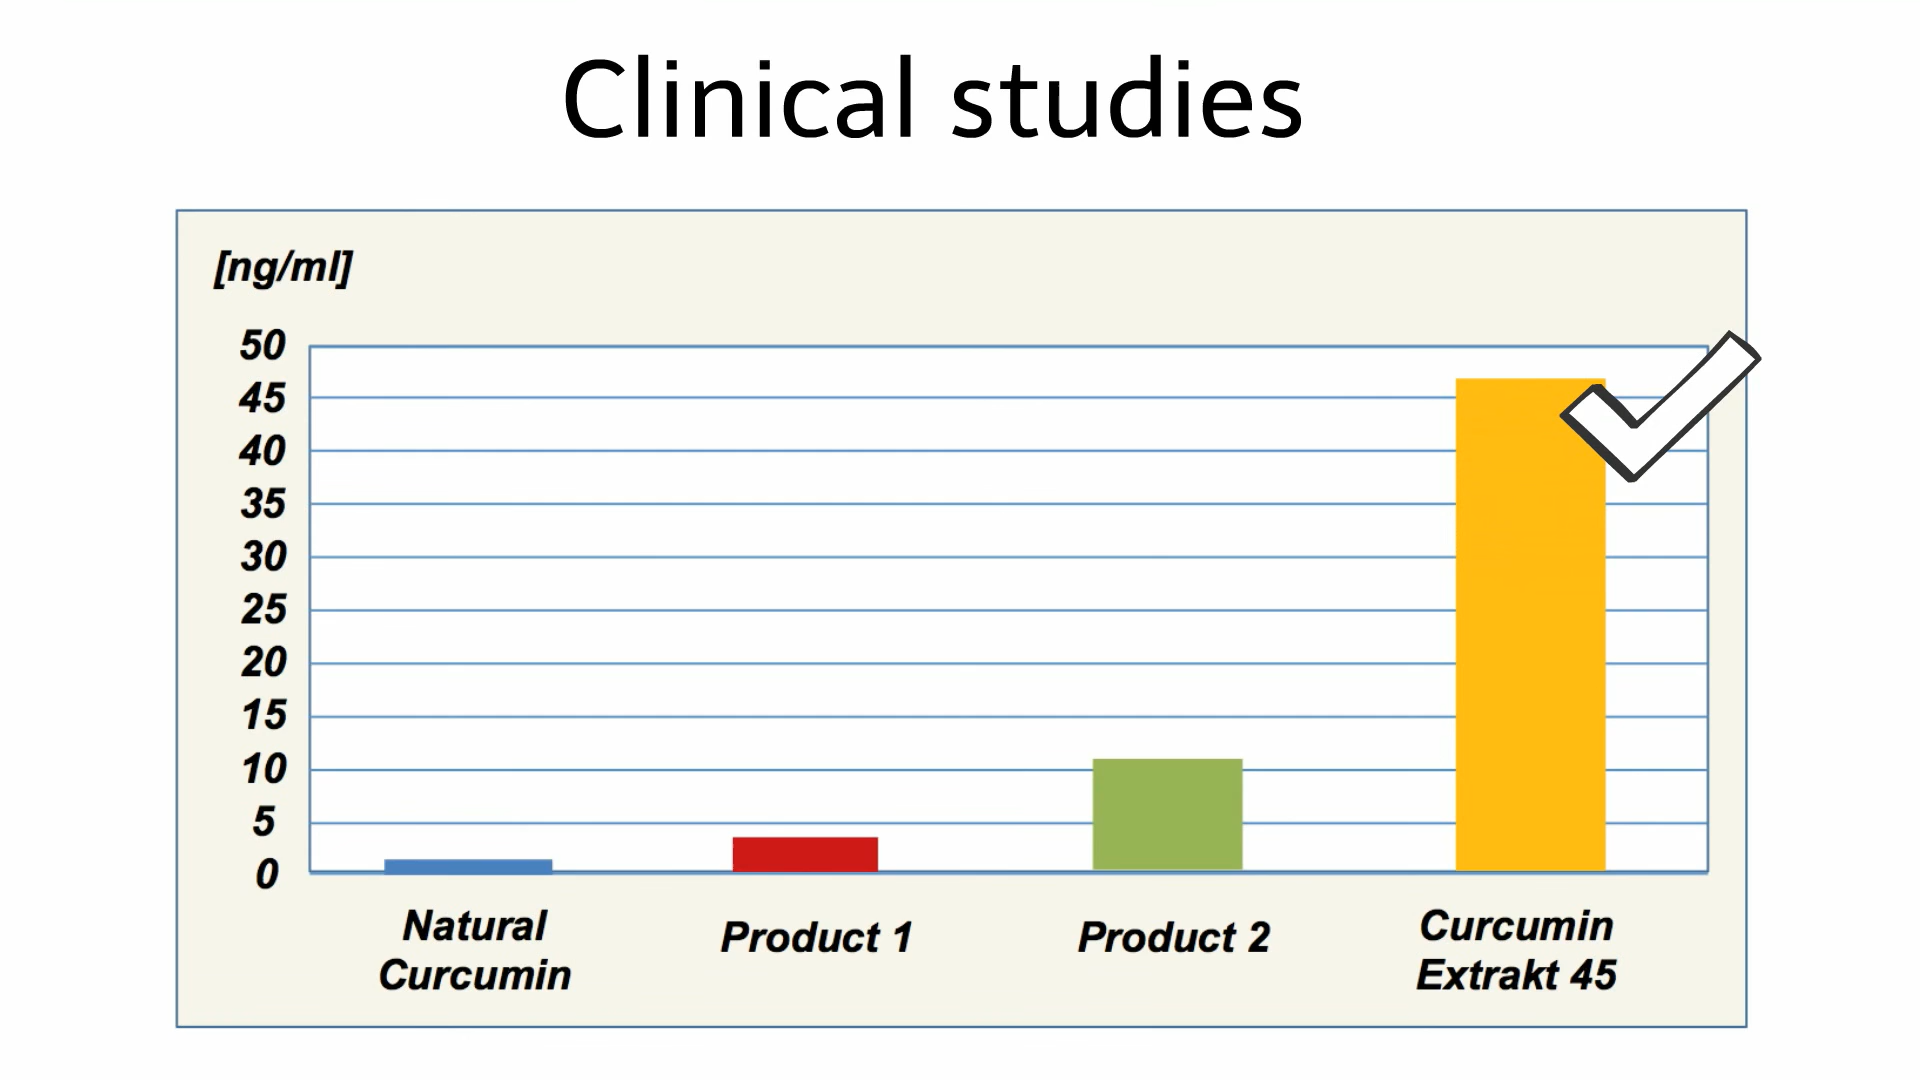 Clinical studies
[ng/ml]
50
45
40
35
30
25
20
15
10
5
0
Natural
Curcumin
Product 1
Product 2
Curcumin
Extrakt 45